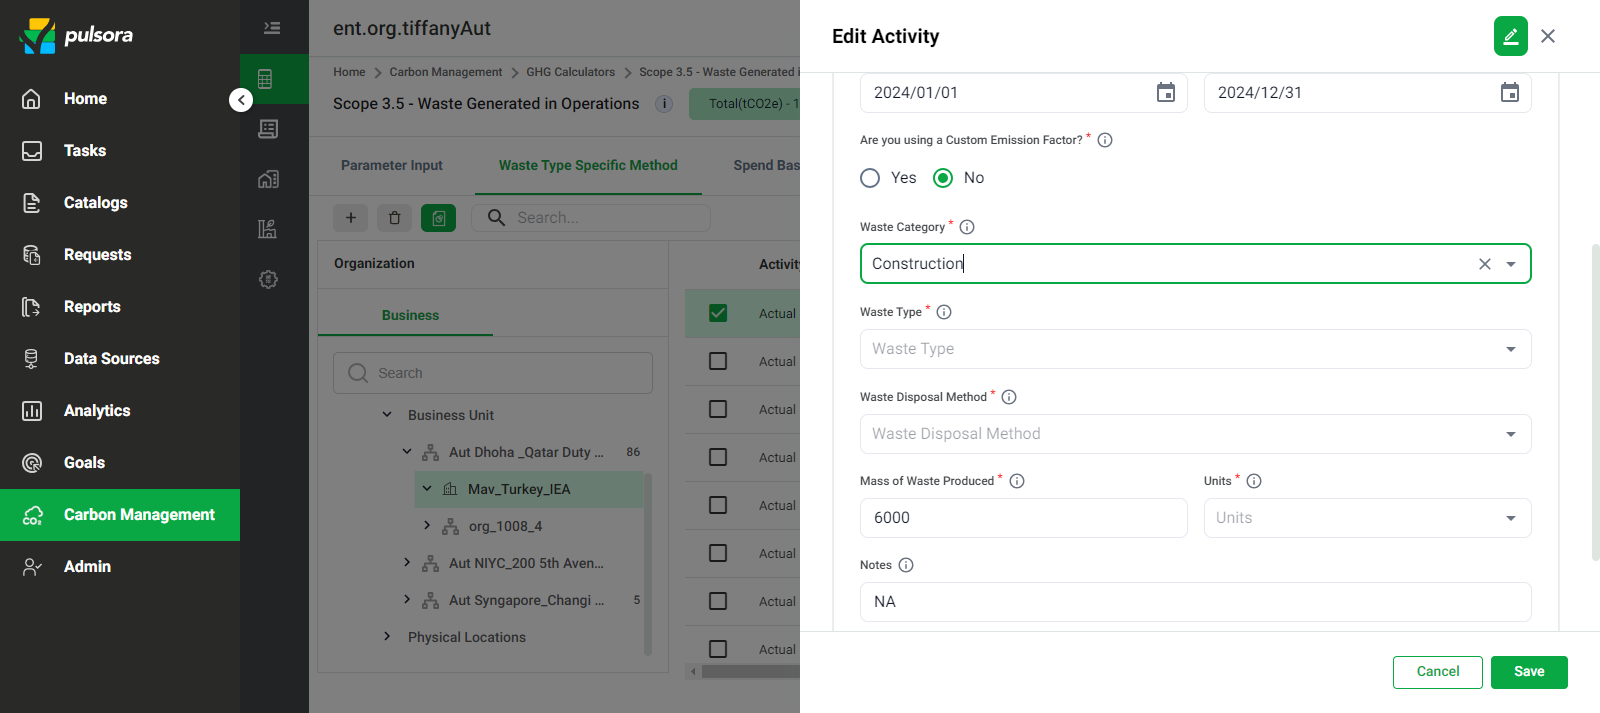 pulsora
Home
Tasks
Catalogs
Requests
Reports
Data Sources
Analytics
Goals
Carbon Management
Admin
ent.org.tiffanyAut
Home > Carbon Management > GHG Calculators > Scope 3.5 - Waste Generated
Scope 3.5 - Waste Generated in Operations
Total(tCO2e) - 1
Parameter Input
Waste Type Specific Method
Spend Bas
Search...
Organization
Business
Search
Business Unit
Aut Dhoha _Qatar Duty ... 86
Mav_Turkey_IEA
org_1008_4
Aut NIYC_200 5th Aven...
Aut Syngapore_Changi ... 5
Physical Locations
Activity
Actual
Actual
Actual
Actual
Actual
Actual
Actual
Actual
Edit Activity
2024/01/01
2024/12/31
Are you using a Custom Emission Factor? *
Yes
No
Waste Category *
Construction
Waste Type *
Waste Type
Waste Disposal Method *
Waste Disposal Method
Mass of Waste Produced *
6000
Units *
Units
Notes
NA
Cancel
Save